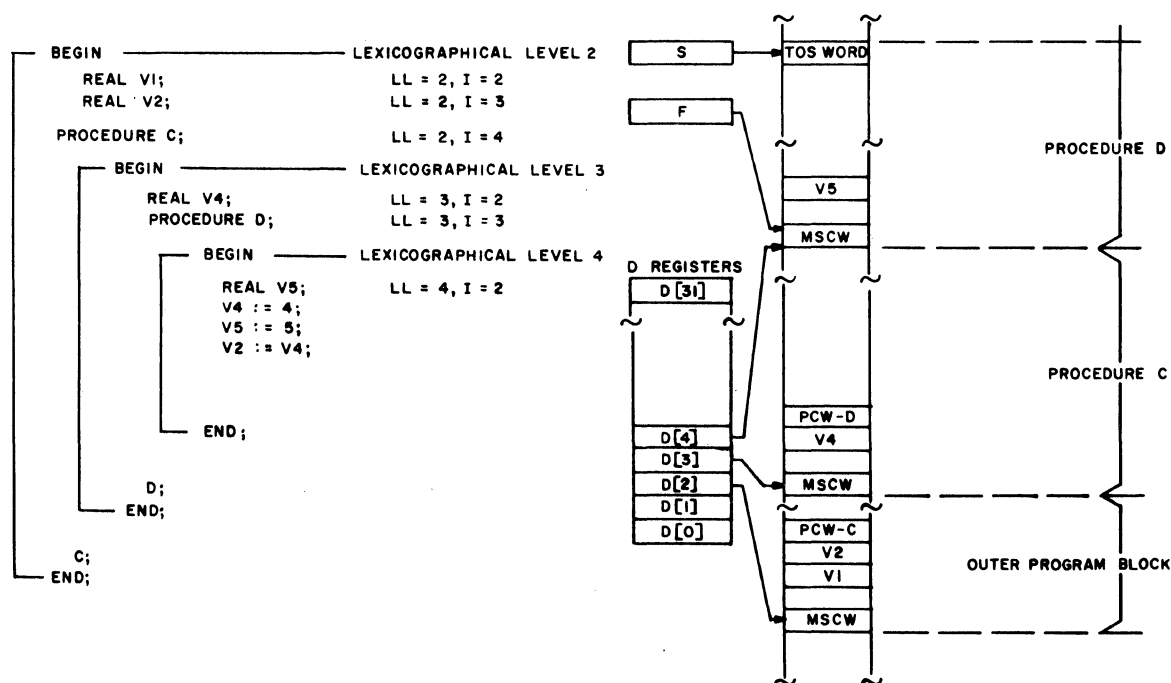 BEGIN LEXICOGRAPHICAL LEVEL 2
REAL V1; LL = 2, I = 2
REAL V2; LL = 2, I = 3
PROCEDURE C; LL = 2, I = 4
BEGIN LEXICOGRAPHICAL LEVEL 3
REAL V4; LL = 3, I = 2
PROCEDURE D; LL = 3, I = 3
BEGIN LEXICOGRAPHICAL LEVEL 4
REAL V5; LL = 4, I = 2
V4 := 4;
V5 := 5;
V2 := V4;
END;
D;
END;
C;
END;
S
F
D REGISTERS
D[31]
D[4]
D[3]
D[2]
D[1]
D[0]
TOS WORD
V5
MSCW
PCW-D
V4
MSCW
PCW-C
V2
V1
MSCW
PROCEDURE D
PROCEDURE C
OUTER PROGRAM BLOCK